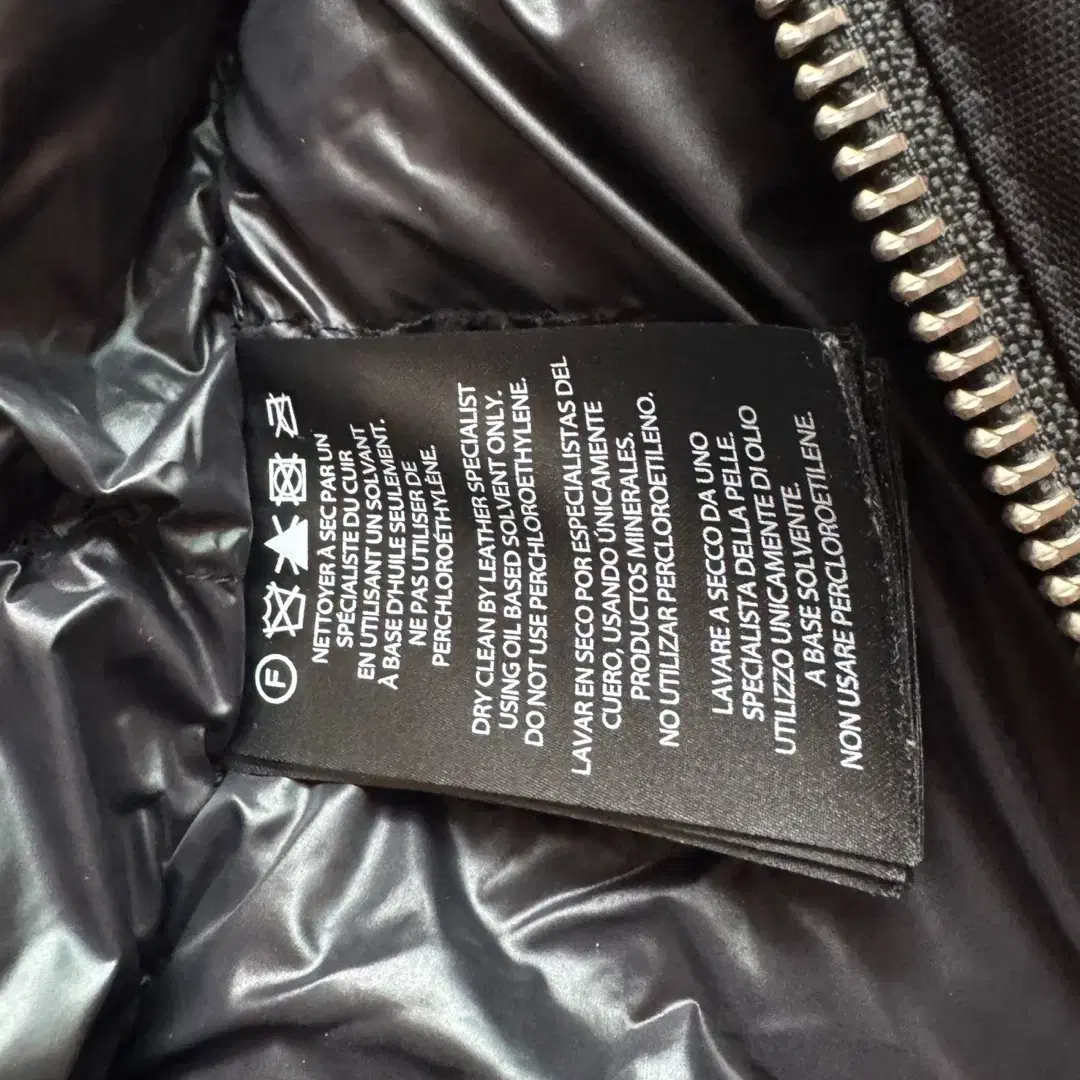 F
NETTOYER À SEC PAR UN
SPÉCIALISTE DU CUIR
EN UTILISANT UN SOLVANT
À BASE D'HUILE SEULEMENT.
NE PAS UTILISER DE
PERCHLOROÉTHYLÈNE.
DRY CLEAN BY LEATHER SPECIALIST
USING OIL BASED SOLVENT ONLY.
DO NOT USE PERCHLOROETHYLENE.
LAVAR EN SECO POR ESPECIALISTAS DEL
CUERO, USANDO ÚNICAMENTE
PRODUCTOS MINERALES.
NO UTILIZAR PERCLOROETILENO.
LAVARE A SECCO DA UNO
SPECIALISTA DELLA PELLE.
UTILIZZO UNICAMENTE DI OLIO
A BASE SOLVENTE.
NON USARE PERCLOROETILENE.